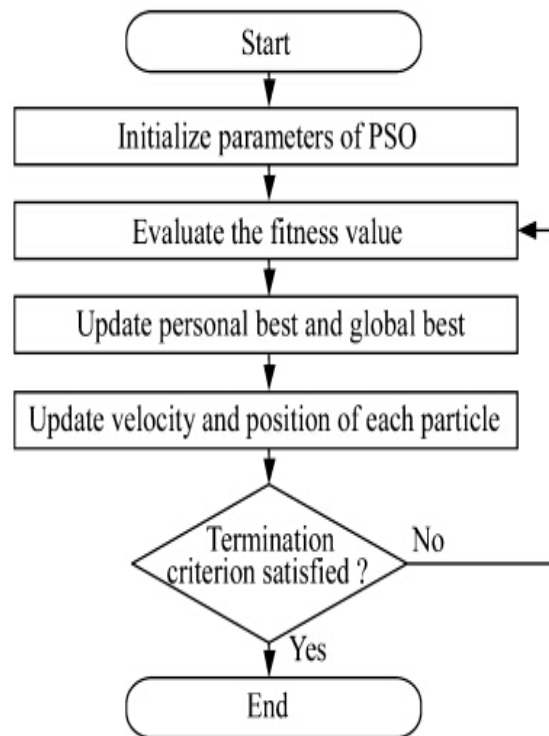 Start
Initialize parameters of PSO
Evaluate the fitness value
Update personal best and global best
Update velocity and position of each particle
Termination
criterion satisfied ?
No
Yes
End